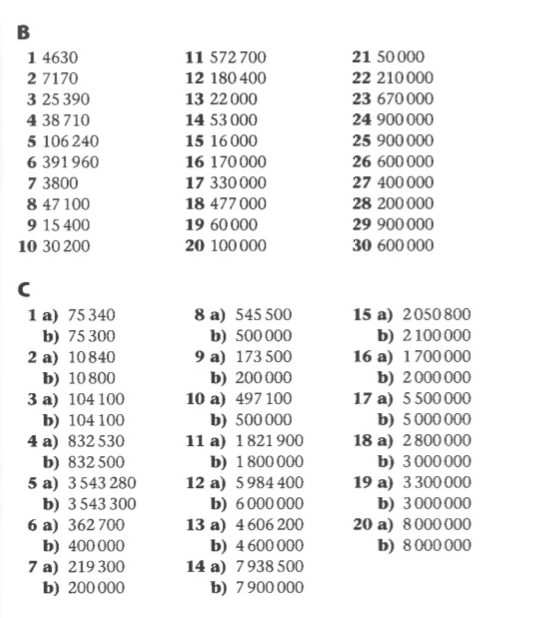 B
1 4630
2 7170
3 25 390
4 38 710
5 106 240
6 391 960
7 3800
8 47 100
9 15 400
10 30 200
11 572 700
12 180 400
13 22 000
14 53 000
15 16 000
16 170 000
17 330 000
18 477 000
19 60 000
20 100 000
21 50 000
22 210 000
23 670 000
24 900 000
25 900 000
26 600 000
27 400 000
28 200 000
29 900 000
30 600 000
C
1 a) 75 340
b) 75 300
2 a) 10 840
b) 10 800
3 a) 104 100
b) 104 100
4 a) 832 530
b) 832 500
5 a) 3 543 280
b) 3 543 300
6 a) 362 700
b) 400 000
7 a) 219 300
b) 200 000
8 a) 545 500
b) 500 000
9 a) 173 500
b) 200 000
10 a) 497 100
b) 500 000
11 a) 1 821 900
b) 1 800 000
12 a) 5 984 400
b) 6 000 000
13 a) 4 606 200
b) 4 600 000
14 a) 7 938 500
b) 7 900 000
15 a) 2 050 800
b) 2 100 000
16 a) 1 700 000
b) 2 000 000
17 a) 5 500 000
b) 5 000 000
18 a) 2 800 000
b) 3 000 000
19 a) 3 300 000
b) 3 000 000
20 a) 8 000 000
b) 8 000 000